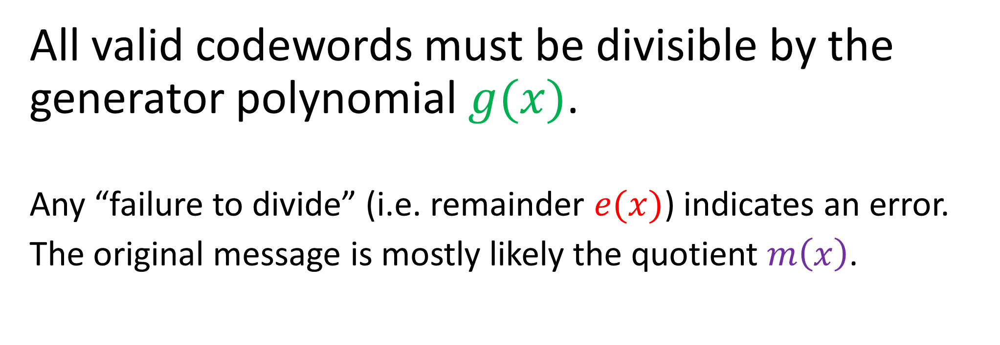 All valid codewords must be divisible by the
generator polynomial g(x).
Any “failure to divide” (i.e. remainder e(x)) indicates an error.
The original message is mostly likely the quotient m(x).